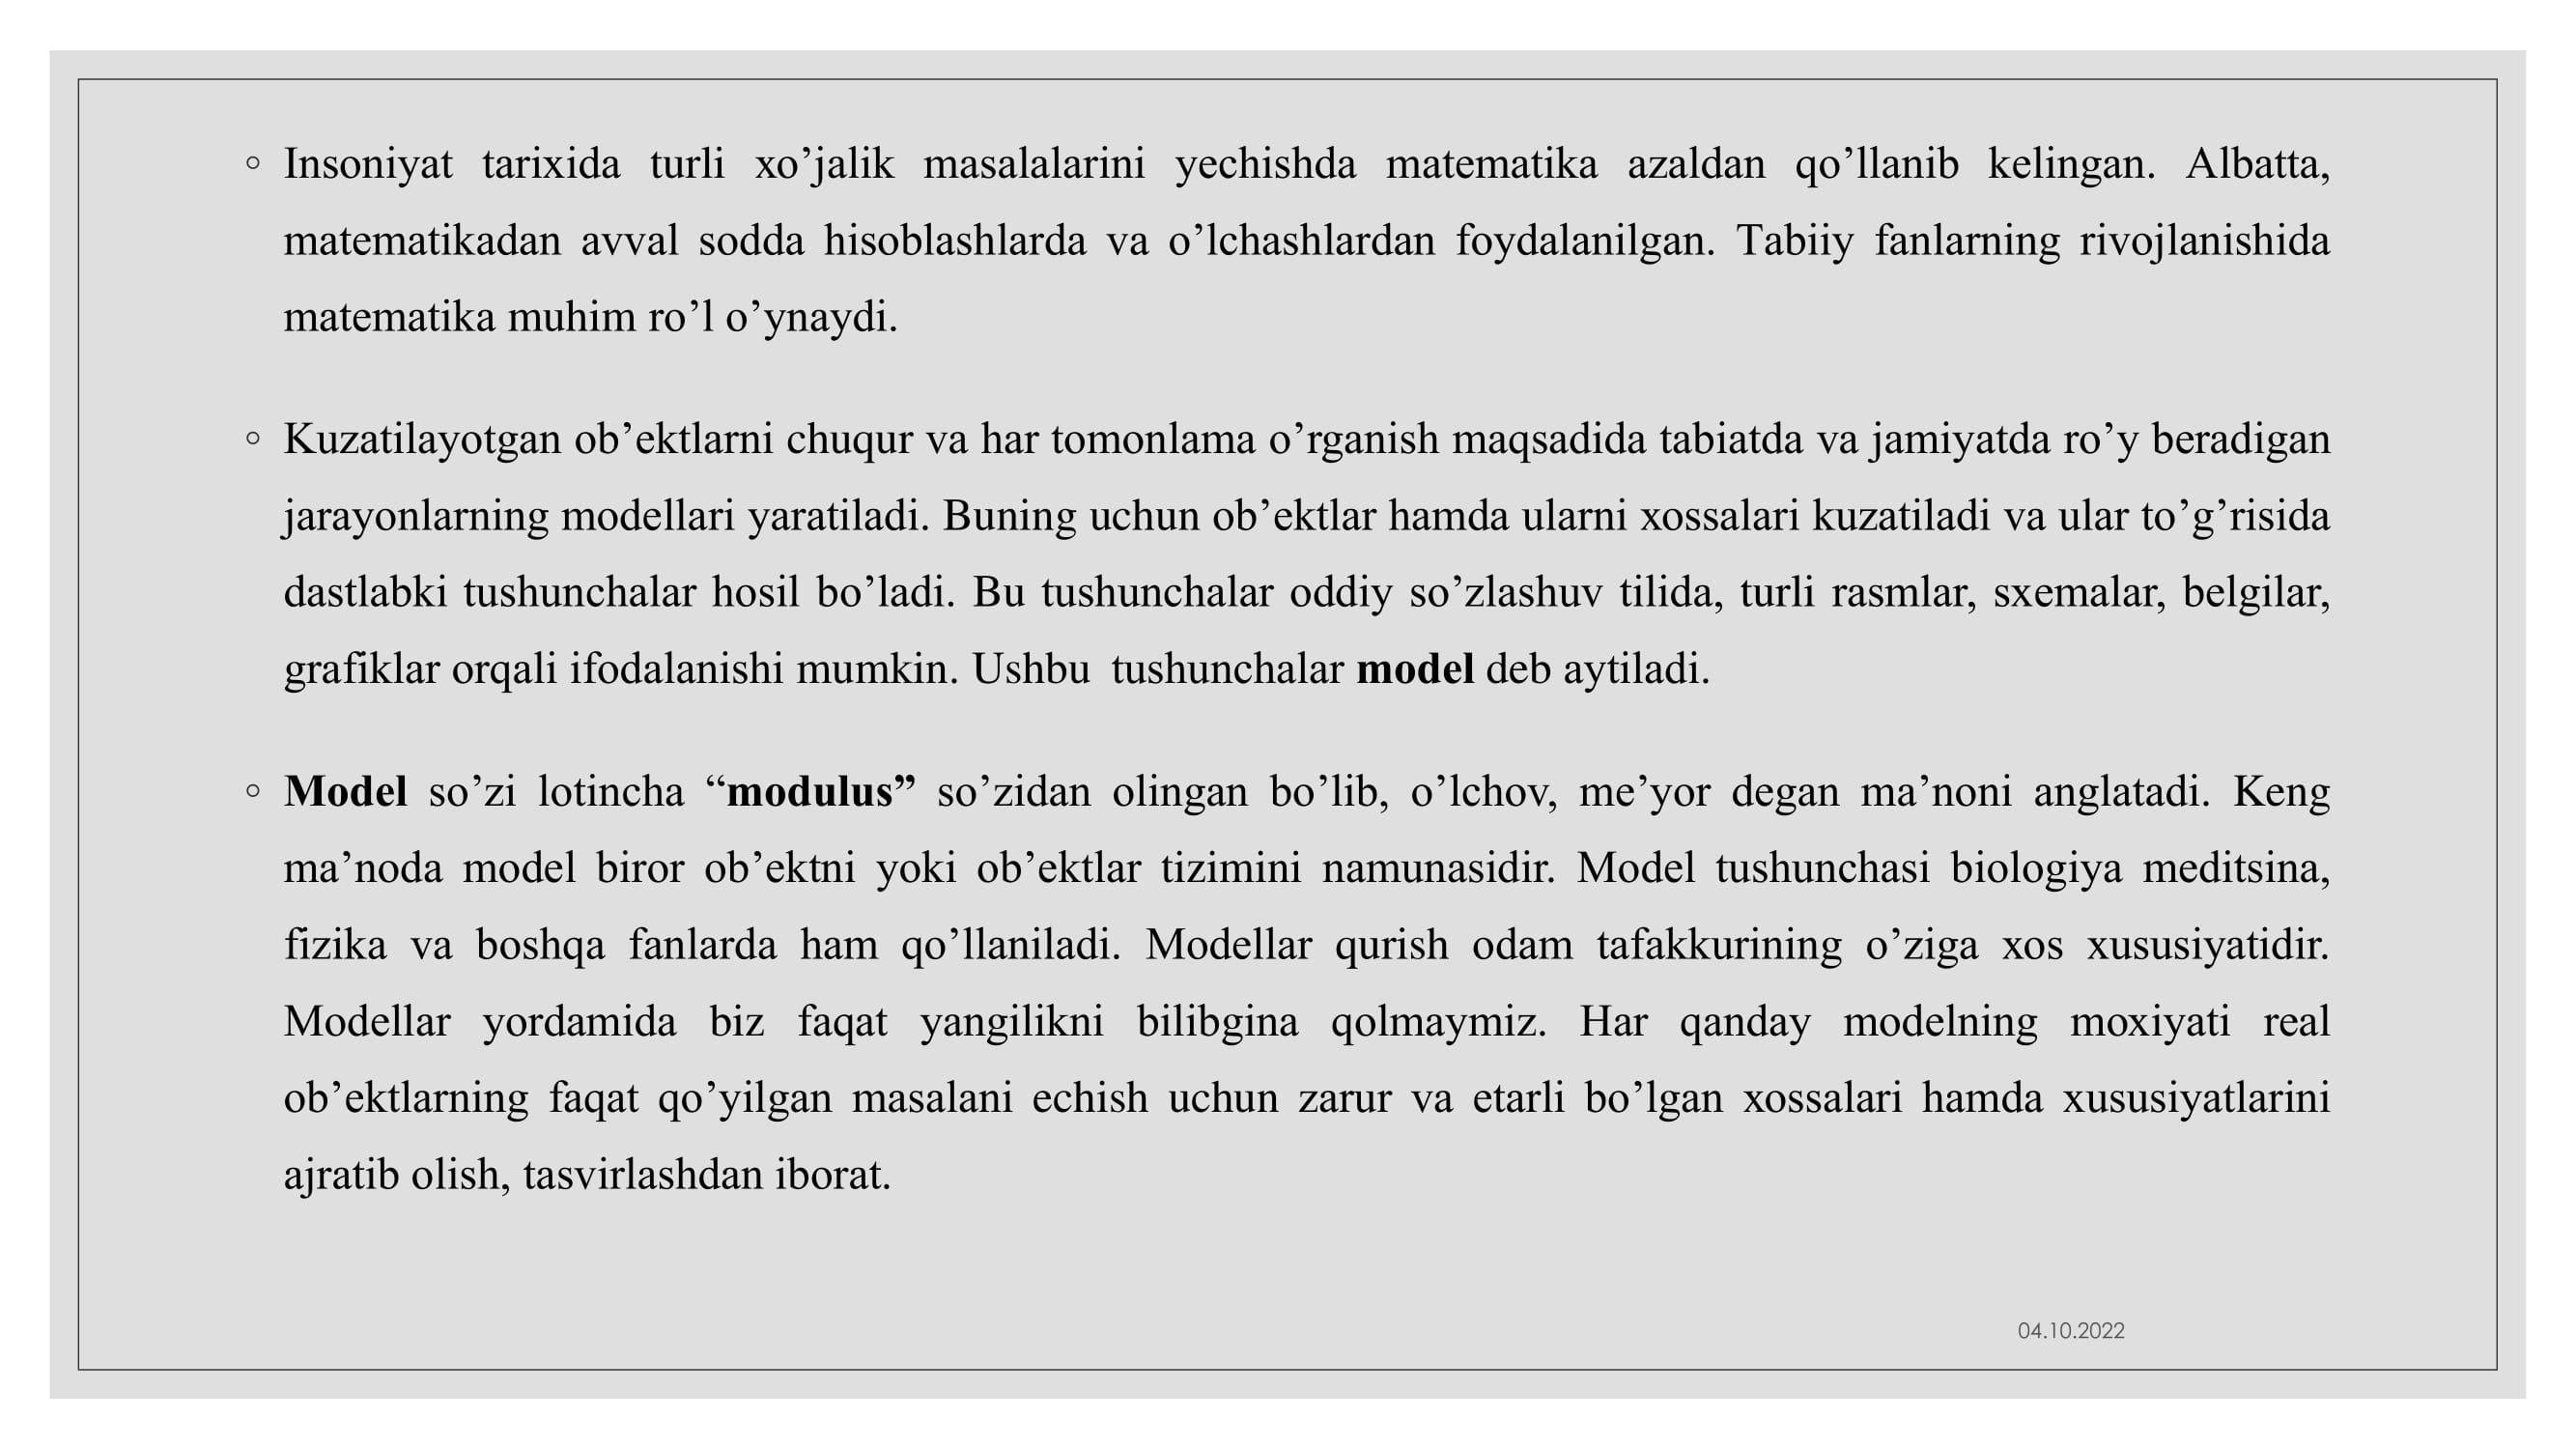 ◦ Insoniyat tarixida turli xo’jalik masalalarini yechishda matematika azaldan qo’llanib kelingan. Albatta,
matematikadan avval sodda hisoblashlarda va o’lchashlardan foydalanilgan. Tabiiy fanlarning rivojlanishida
matematika muhim ro’l o’ynaydi.
◦ Kuzatilayotgan ob’ektlarni chuqur va har tomonlama o’rganish maqsadida tabiatda va jamiyatda ro’y beradigan
jarayonlarning modellari yaratiladi. Buning uchun ob’ektlar hamda ularni xossalari kuzatiladi va ular to’g’risida
dastlabki tushunchalar hosil bo’ladi. Bu tushunchalar oddiy so’zlashuv tilida, turli rasmlar, sxemalar, belgilar,
grafiklar orqali ifodalanishi mumkin. Ushbu tushunchalar model deb aytiladi.
◦ Model so’zi lotincha “modulus” so’zidan olingan bo’lib, o’lchov, me’yor degan ma’noni anglatadi. Keng
ma’noda model biror ob’ektni yoki ob’ektlar tizimini namunasidir. Model tushunchasi biologiya meditsina,
fizika va boshqa fanlarda ham qo’llaniladi. Modellar qurish odam tafakkurining o’ziga xos xususiyatidir.
Modellar yordamida biz faqat yangilikni bilibgina qolmaymiz. Har qanday modelning moxiyati real
ob’ektlarning faqat qo’yilgan masalani echish uchun zarur va etarli bo’lgan xossalari hamda xususiyatlarini
ajratib olish, tasvirlashdan iborat.
04.10.2022